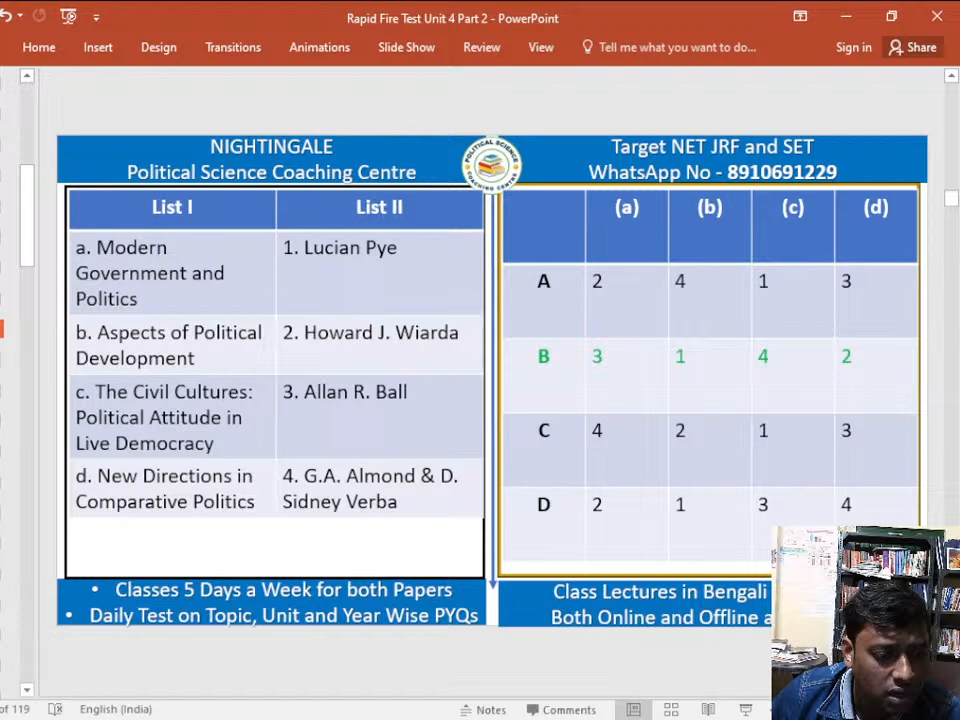 Rapid Fire Test Unit 4 Part 2 - PowerPoint
Home Insert Design Transitions Animations Slide Show Review View Tell me what you want to do... Sign in Share
NIGHTINGALE
Political Science Coaching Centre
POLITICAL SCIENCE
COACHING CENTRE
Target NET JRF and SET
WhatsApp No - 8910691229
List I List II
a. Modern
Government and
Politics
1. Lucian Pye
b. Aspects of Political
Development
2. Howard J. Wiarda
c. The Civil Cultures:
Political Attitude in
Live Democracy
3. Allan R. Ball
d. New Directions in
Comparative Politics
4. G.A. Almond & D.
Sidney Verba
(a) (b) (c) (d)
A 2 4 1 3
B 3 1 4 2
C 4 2 1 3
D 2 1 3 4
• Classes 5 Days a Week for both Papers
• Daily Test on Topic, Unit and Year Wise PYQs
Class Lectures in Bengali
Both Online and Offline a
of 119 English (India) Notes Comments